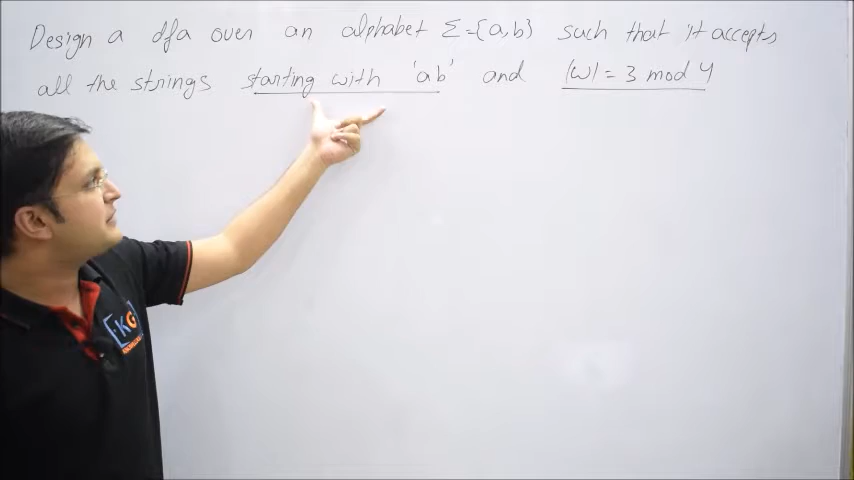 Design a dfa over an alphabet Σ={a,b} such that it accepts
all the strings starting with 'ab' and |w| = 3 mod 4
KG